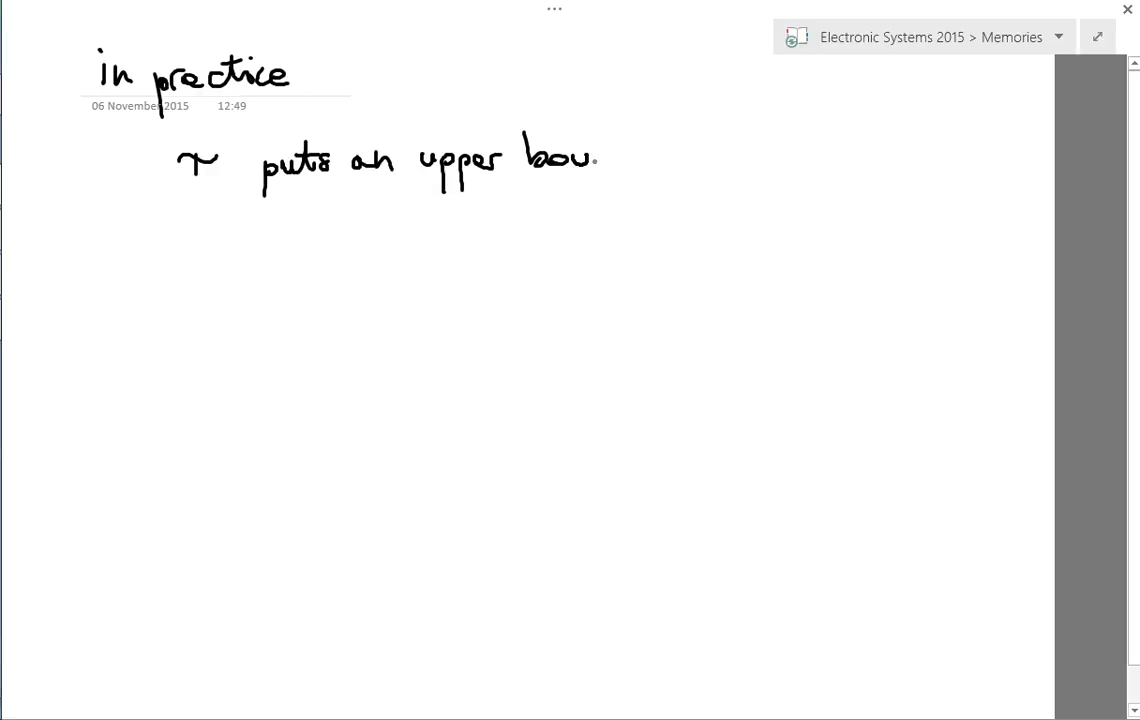 ...
Electronic Systems 2015 > Memories
in practice
06 November 2015 12:49
τ puts an upper bou